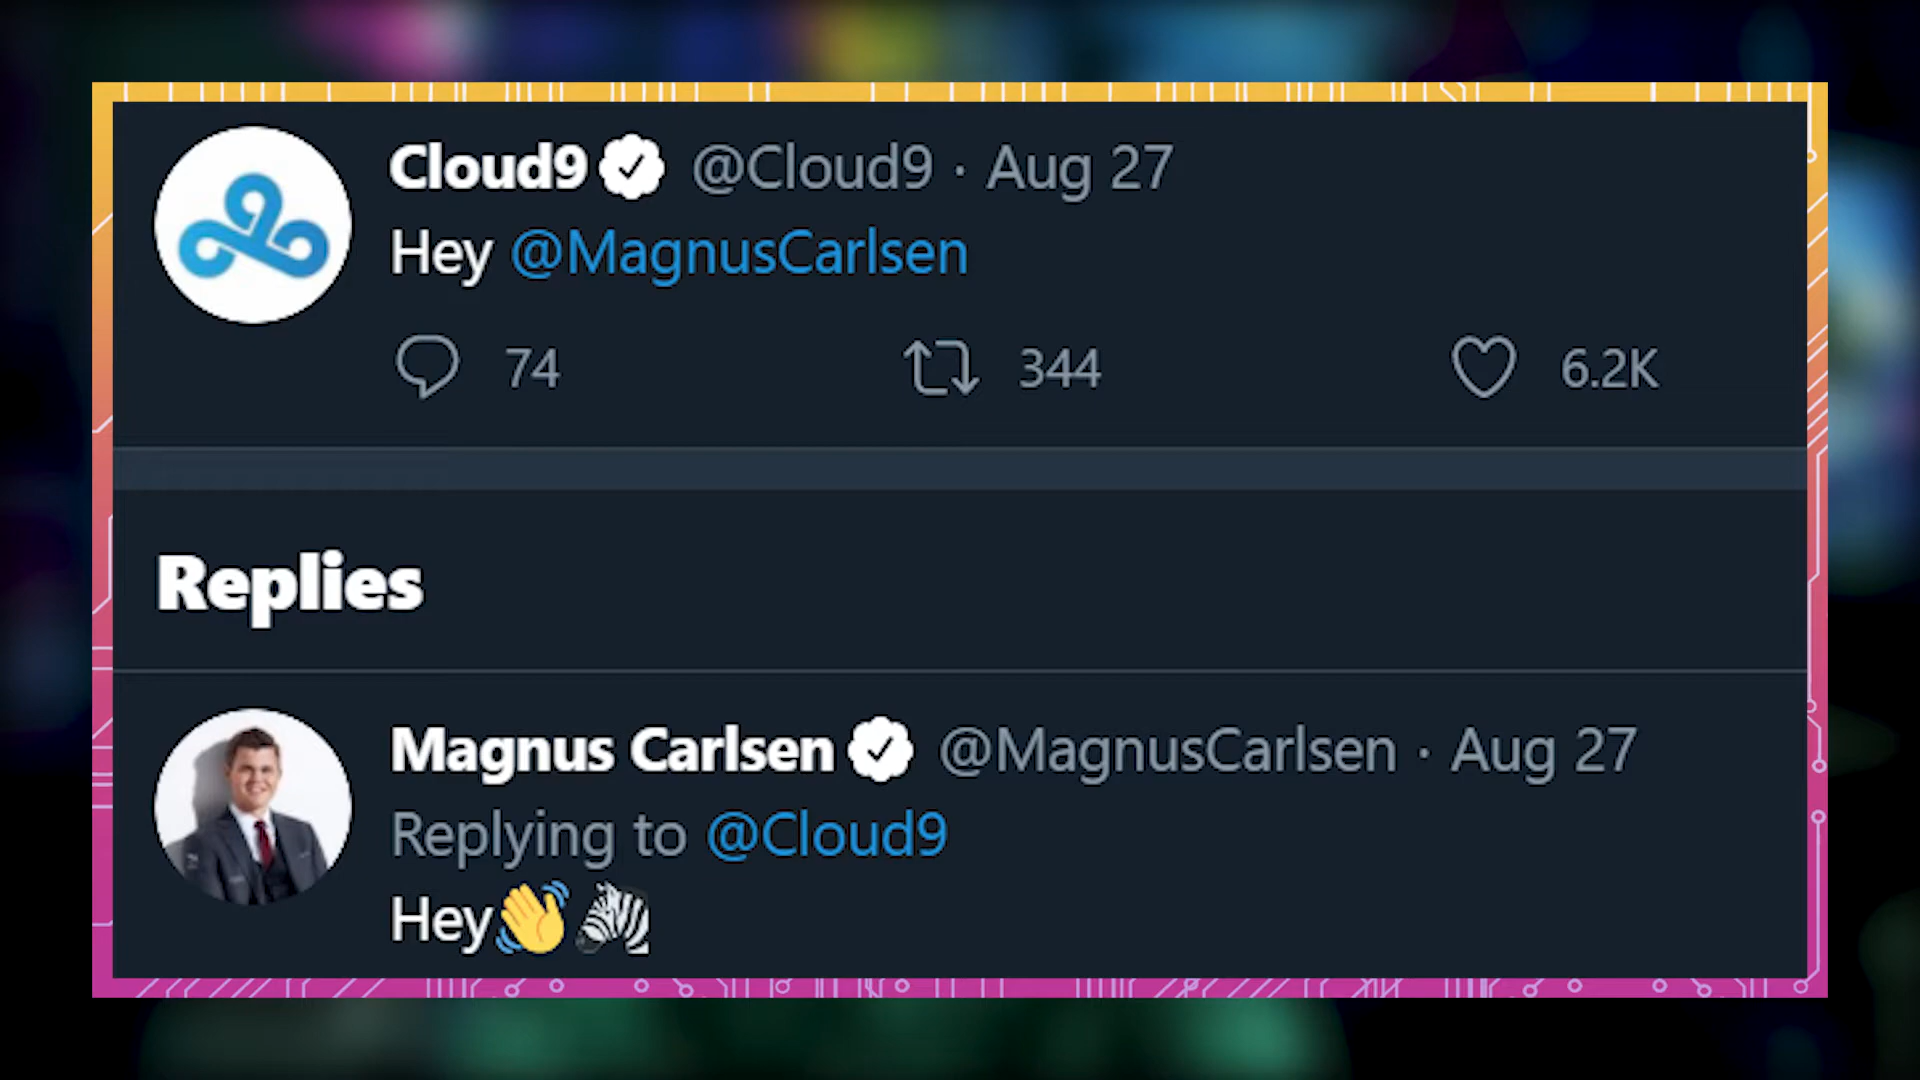 Cloud9 @Cloud9 · Aug 27
Hey @MagnusCarlsen
74 344 6.2K
Replies
Magnus Carlsen @MagnusCarlsen · Aug 27
Replying to @Cloud9
Hey👋🦓